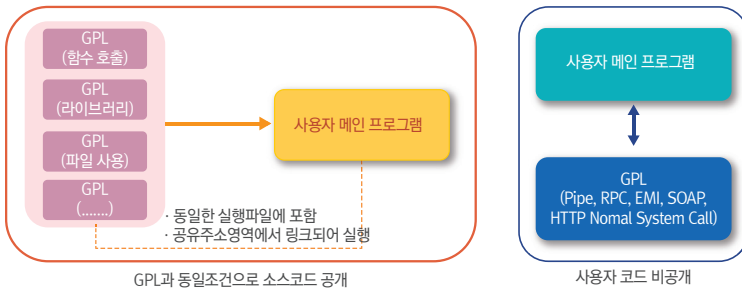 GPL
(함수 호출)
GPL
(라이브러리)
GPL
(파일 사용)
GPL
(.......)
사용자 메인 프로그램
· 동일한 실행파일에 포함
· 공유주소영역에서 링크되어 실행
GPL과 동일조건으로 소스코드 공개
사용자 메인 프로그램
GPL
(Pipe, RPC, EMI, SOAP,
HTTP Nomal System Call)
사용자 코드 비공개